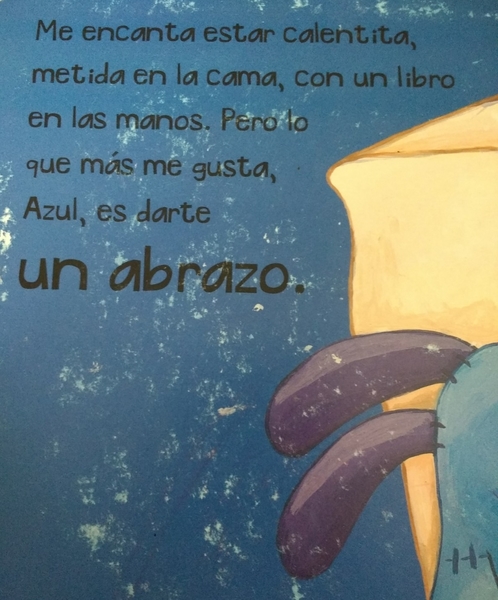 Me encanta estar calentita,
metida en la cama, con un libro
en las manos. Pero lo
que más me gusta,
Azul, es darte
un abrazo.